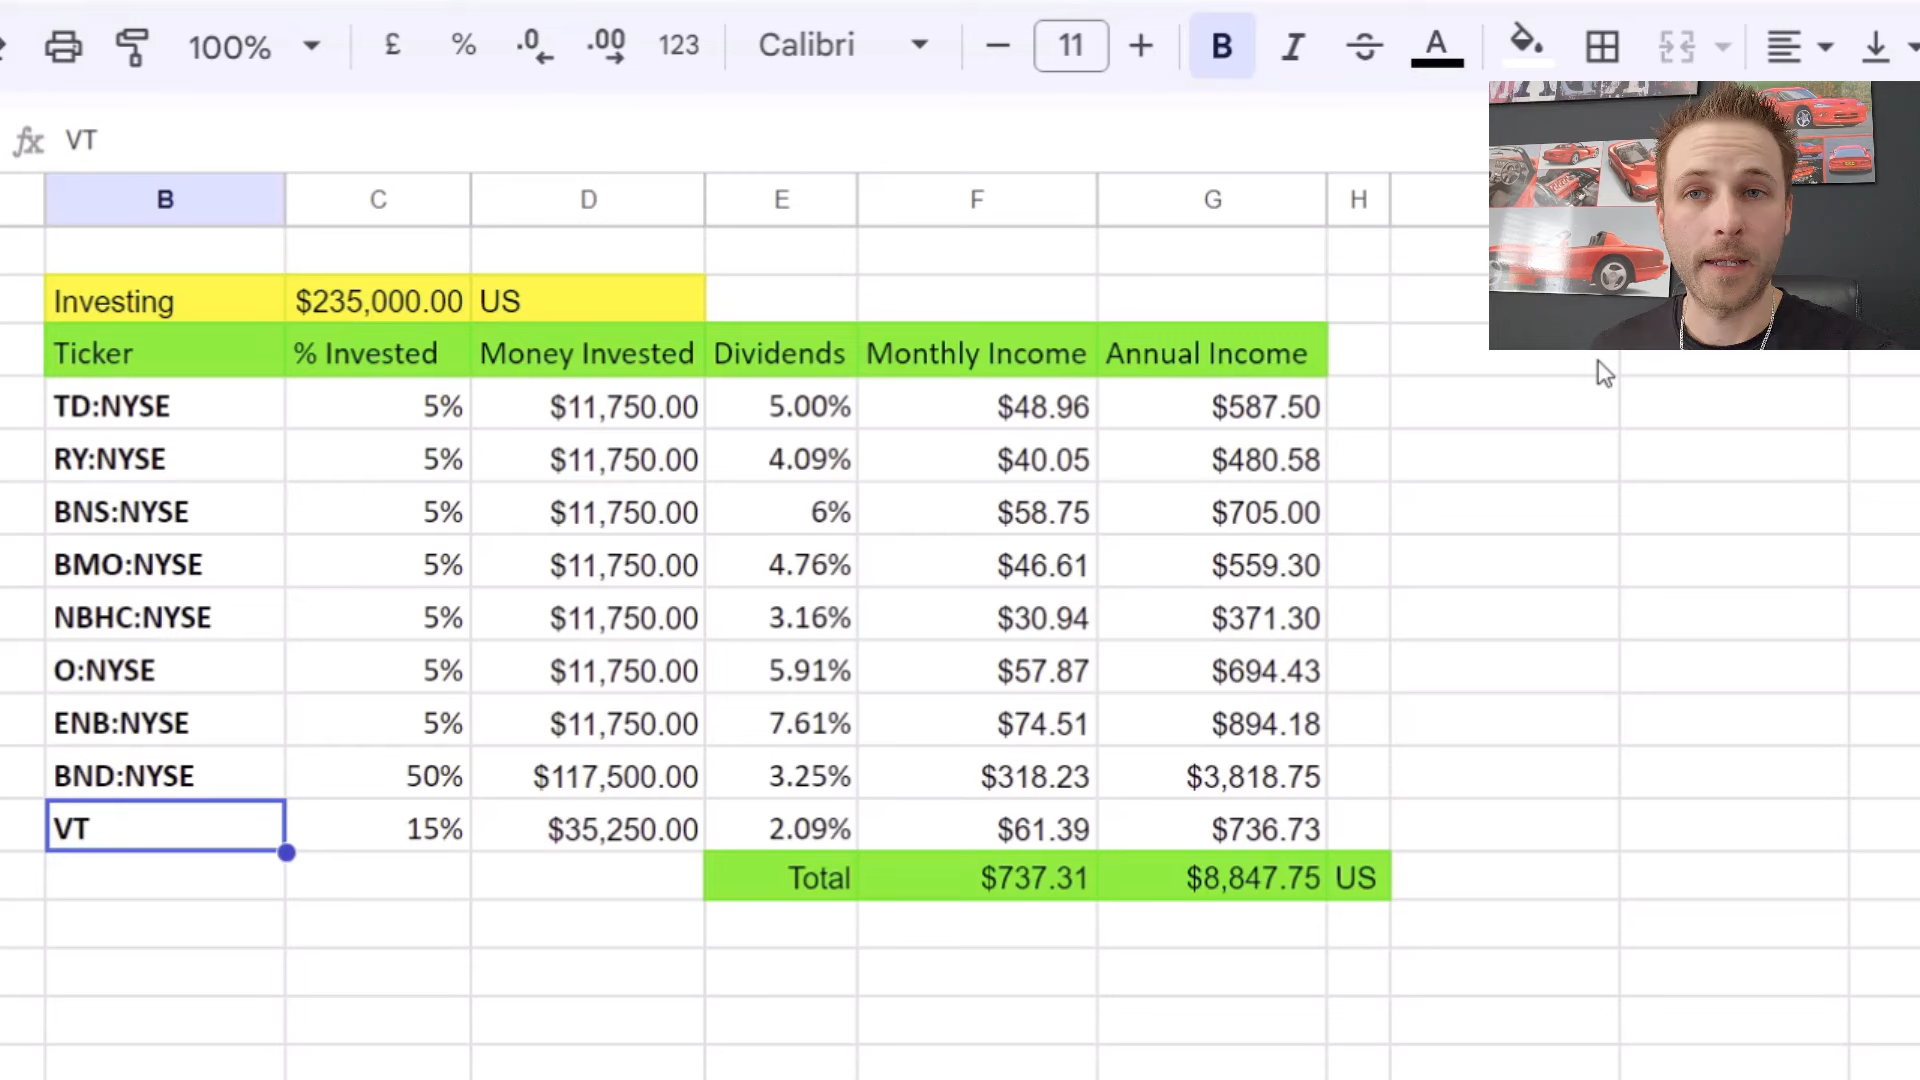 100% £ % .0 .00 123 Calibri 11 B I A
fx VT
B C D E F G H
Investing $235,000.00 US
Ticker % Invested Money Invested Dividends Monthly Income Annual Income
TD:NYSE 5% $11,750.00 5.00% $48.96 $587.50
RY:NYSE 5% $11,750.00 4.09% $40.05 $480.58
BNS:NYSE 5% $11,750.00 6% $58.75 $705.00
BMO:NYSE 5% $11,750.00 4.76% $46.61 $559.30
NBHC:NYSE 5% $11,750.00 3.16% $30.94 $371.30
O:NYSE 5% $11,750.00 5.91% $57.87 $694.43
ENB:NYSE 5% $11,750.00 7.61% $74.51 $894.18
BND:NYSE 50% $117,500.00 3.25% $318.23 $3,818.75
VT 15% $35,250.00 2.09% $61.39 $736.73
Total $737.31 $8,847.75 US